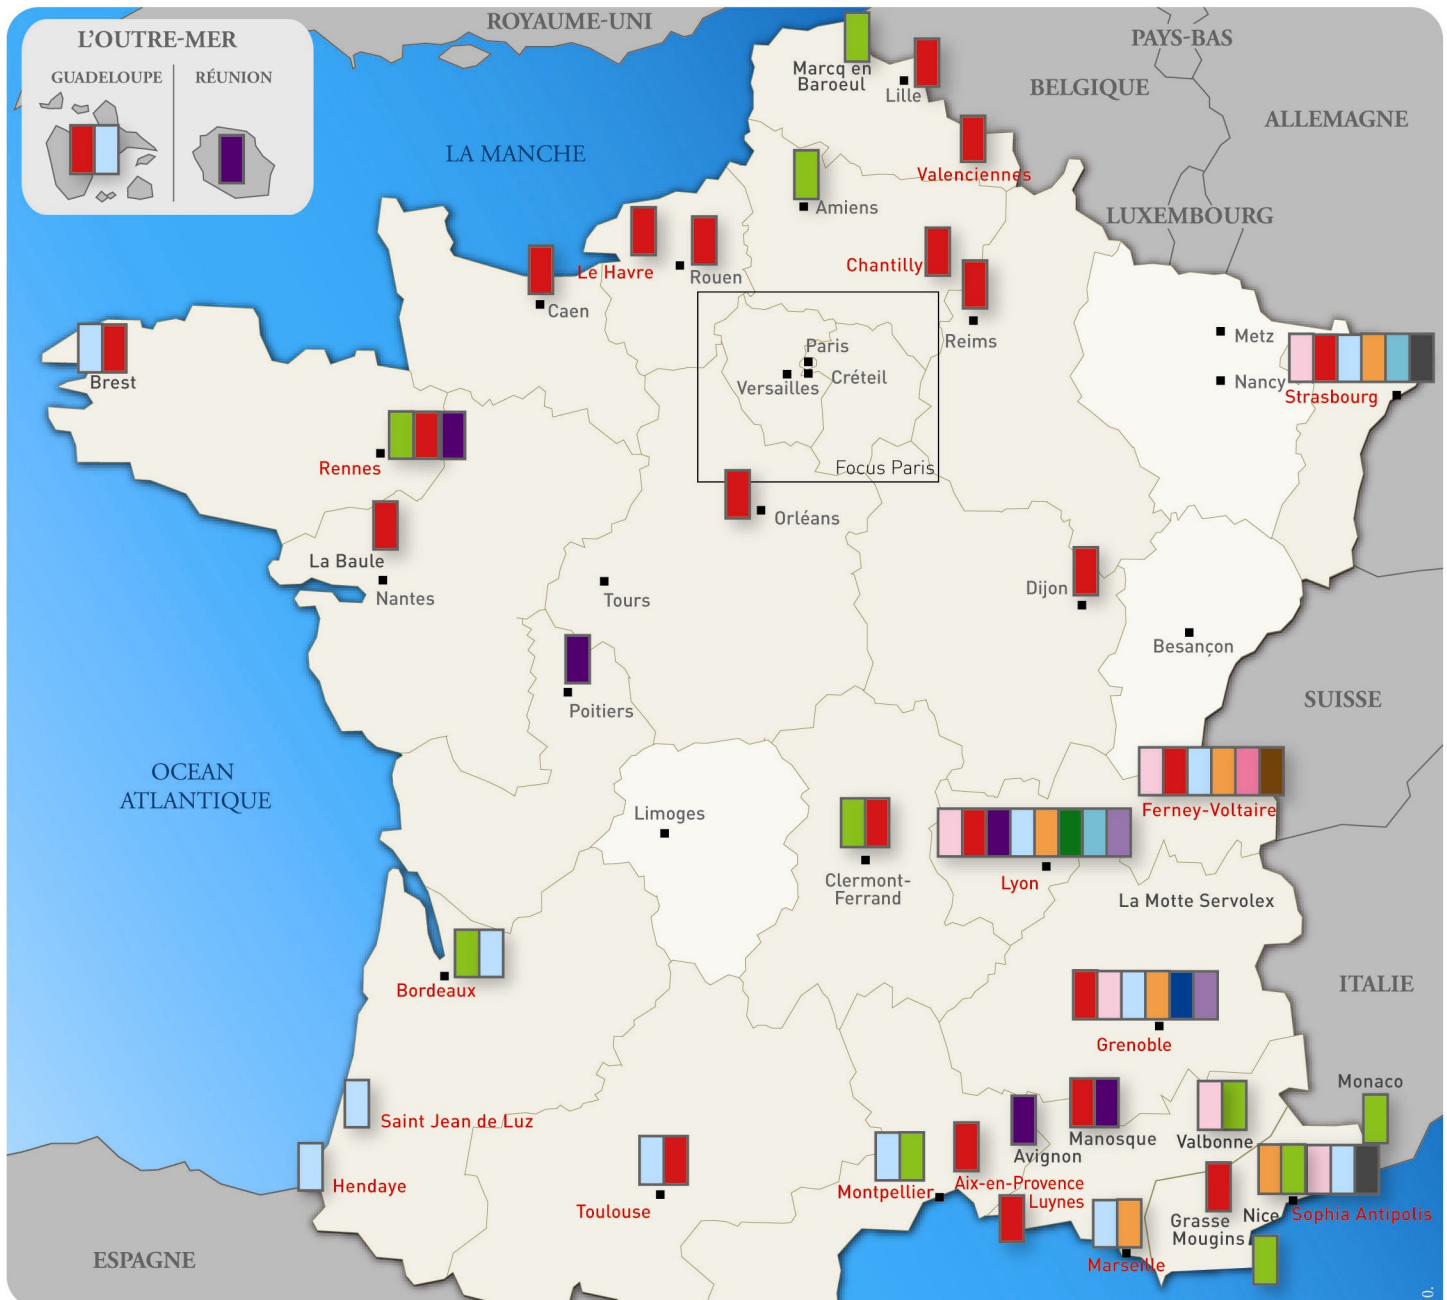 ROYAUME-UNI
L'OUTRE-MER
GUADELOUPE
RÉUNION
PAYS-BAS
BELGIQUE
ALLEMAGNE
LUXEMBOURG
LA MANCHE
Marcq en
Baroeul
Lille
Valenciennes
Amiens
Le Havre
Rouen
Chantilly
Caen
Reims
Metz
Nancy
Strasbourg
Brest
Paris
Versailles
Créteil
Focus Paris
Rennes
Orléans
La Baule
Nantes
Tours
Dijon
Besançon
Poitiers
SUISSE
OCEAN
ATLANTIQUE
Limoges
Ferney-Voltaire
Clermont-
Ferrand
Lyon
La Motte Servolex
Bordeaux
ITALIE
Grenoble
Monaco
Saint Jean de Luz
Manosque
Valbonne
Avignon
Hendaye
Toulouse
Montpellier
Aix-en-Provence
Luynes
Grasse
Mougins
Nice
Sophia Antipolis
Marseille
ESPAGNE
0.